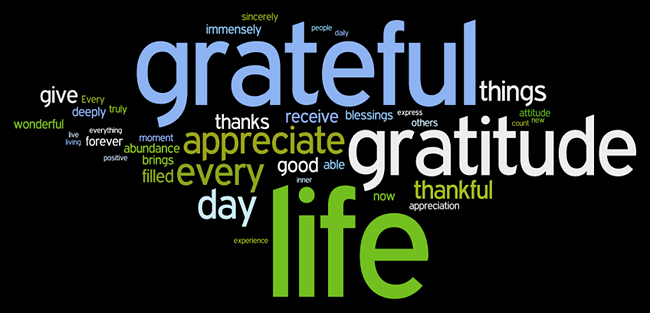 sincerely
immensely
people
daily
grateful
things
give
Every
deeply
truly
wonderful
everything
live
living
forever
positive
thanks
receive
blessings
express
others
attitude
count
new
moment
abundance
brings
filled
appreciate
every
good
able
inner
gratitude
day
life
now
thankful
appreciation
experience